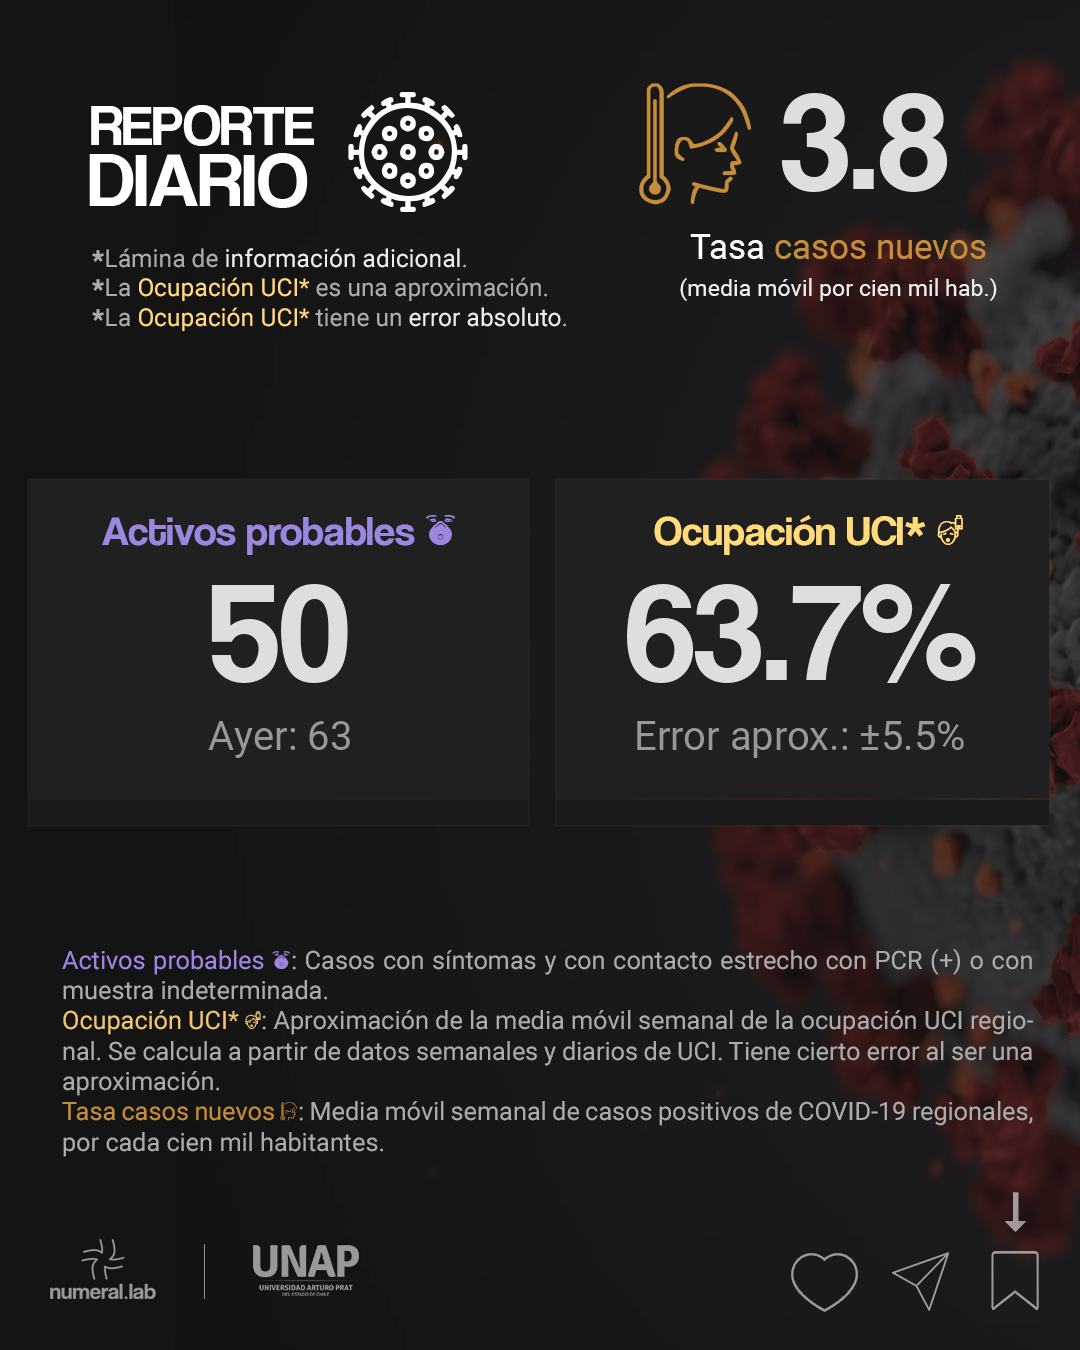 REPORTE
DIARIO
*Lámina de información adicional.
*La Ocupación UCI* es una aproximación.
*La Ocupación UCI* tiene un error absoluto.
3.8
Tasa casos nuevos
(media móvil por cien mil hab.)
Activos probables
50
Ayer: 63
Ocupación UCI*
63.7%
Error aprox.: ±5.5%
Activos probables : Casos con síntomas y con contacto estrecho con PCR (+) o con
muestra indeterminada.
Ocupación UCI* : Aproximación de la media móvil semanal de la ocupación UCI regio-
nal. Se calcula a partir de datos semanales y diarios de UCI. Tiene cierto error al ser una
aproximación.
Tasa casos nuevos : Media móvil semanal de casos positivos de COVID-19 regionales,
por cada cien mil habitantes.
numeral.lab
UNAP
UNIVERSIDAD ARTURO PRAT
DEL ESTADO DE CHILE